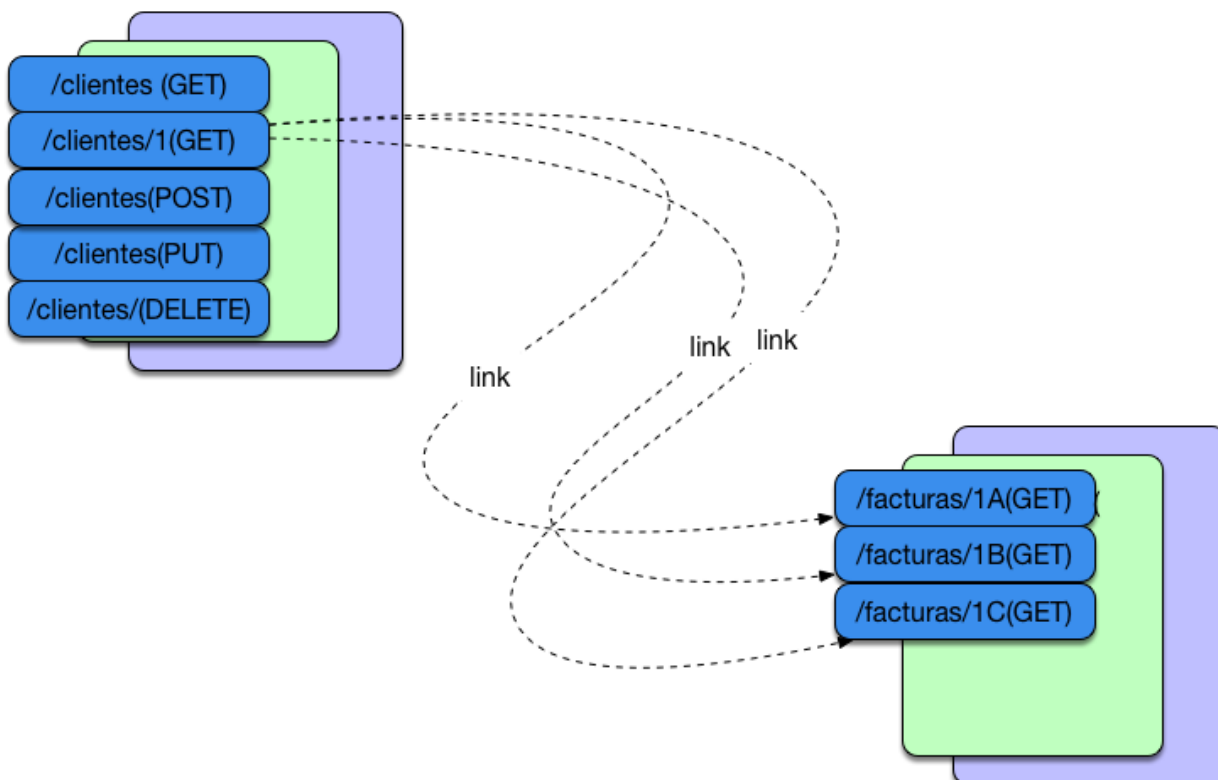 /clientes (GET)
/clientes/1(GET)
/clientes(POST)
/clientes(PUT)
/clientes/(DELETE)
link
link
link
/facturas/1A(GET) (
/facturas/1B(GET)
/facturas/1C(GET)